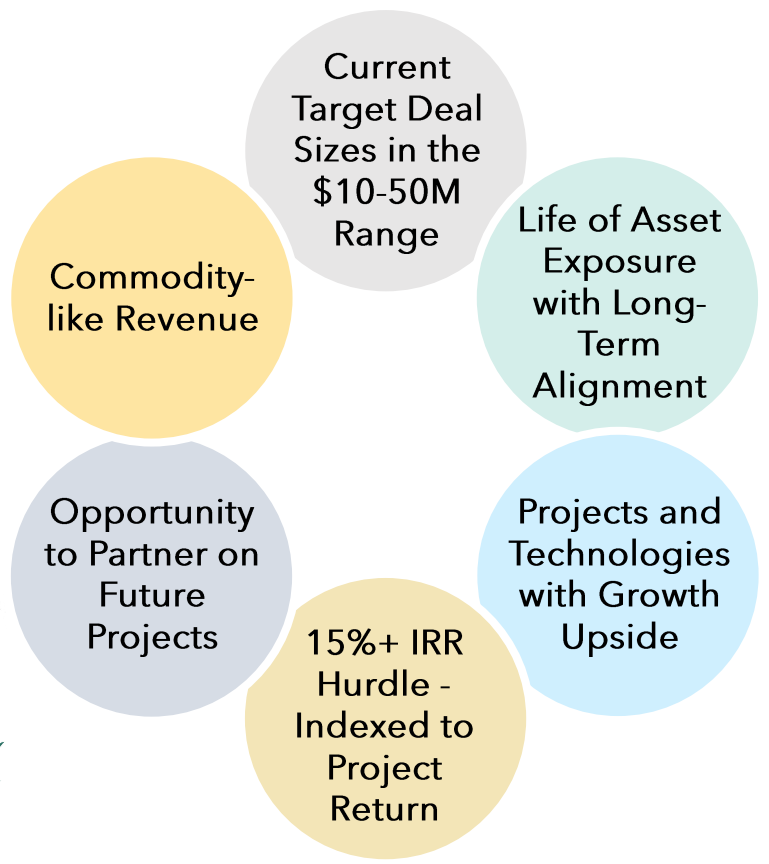 Current
Target Deal
Sizes in the
$10-50M
Range
Life of Asset
Exposure
with Long-
Term
Alignment
Projects and
Technologies
with Growth
Upside
15%+ IRR
Hurdle -
Indexed to
Project
Return
Opportunity
to Partner on
Future
Projects
Commodity-
like Revenue